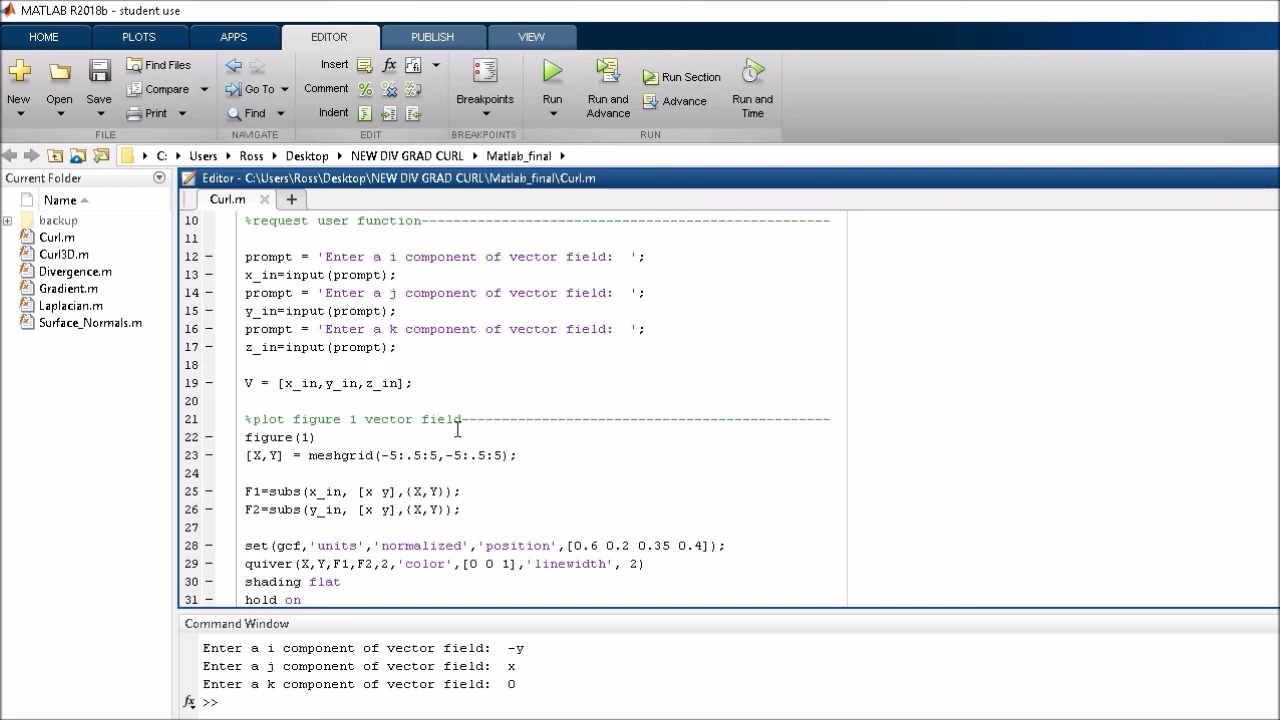 MATLAB R2018b - student use
HOME PLOTS APPS EDITOR PUBLISH VIEW
New Open Save Find Files Compare Print
Go To Find
Insert fx
Comment
Indent
Breakpoints
Run Run and Advance Run Section Advance Run and Time
FILE NAVIGATE EDIT BREAKPOINTS RUN
C: Users Ross Desktop NEW DIV GRAD CURL Matlab_final
Current Folder
Name
backup
Curl.m
Curl3D.m
Divergence.m
Gradient.m
Laplacian.m
Surface_Normals.m
Editor - C:\Users\Ross\Desktop\NEW DIV GRAD CURL\Matlab_final\Curl.m
Curl.m
10 %request user function---------------------------------------------------
11
12 prompt = 'Enter a i component of vector field:  ';
13 x_in=input(prompt);
14 prompt = 'Enter a j component of vector field:  ';
15 y_in=input(prompt);
16 prompt = 'Enter a k component of vector field:  ';
17 z_in=input(prompt);
18
19 V = [x_in,y_in,z_in];
20
21 %plot figure 1 vector field----------------------------------------------
22 figure(1)
23 [X,Y] = meshgrid(-5:.5:5,-5:.5:5);
24
25 F1=subs(x_in, [x y],{X,Y});
26 F2=subs(y_in, [x y],{X,Y});
27
28 set(gcf,'units','normalized','position',[0.6 0.2 0.35 0.4]);
29 quiver(X,Y,F1,F2,2,'color',[0 0 1],'linewidth', 2)
30 shading flat
31 hold on
Command Window
Enter a i component of vector field:  -y
Enter a j component of vector field:  x
Enter a k component of vector field:  0
fx >>